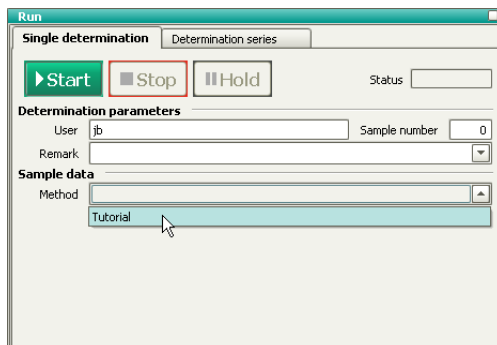 Run
Single determination Determination series
Start Stop Hold Status
Determination parameters
User jb Sample number 0
Remark
Sample data
Method
Tutorial